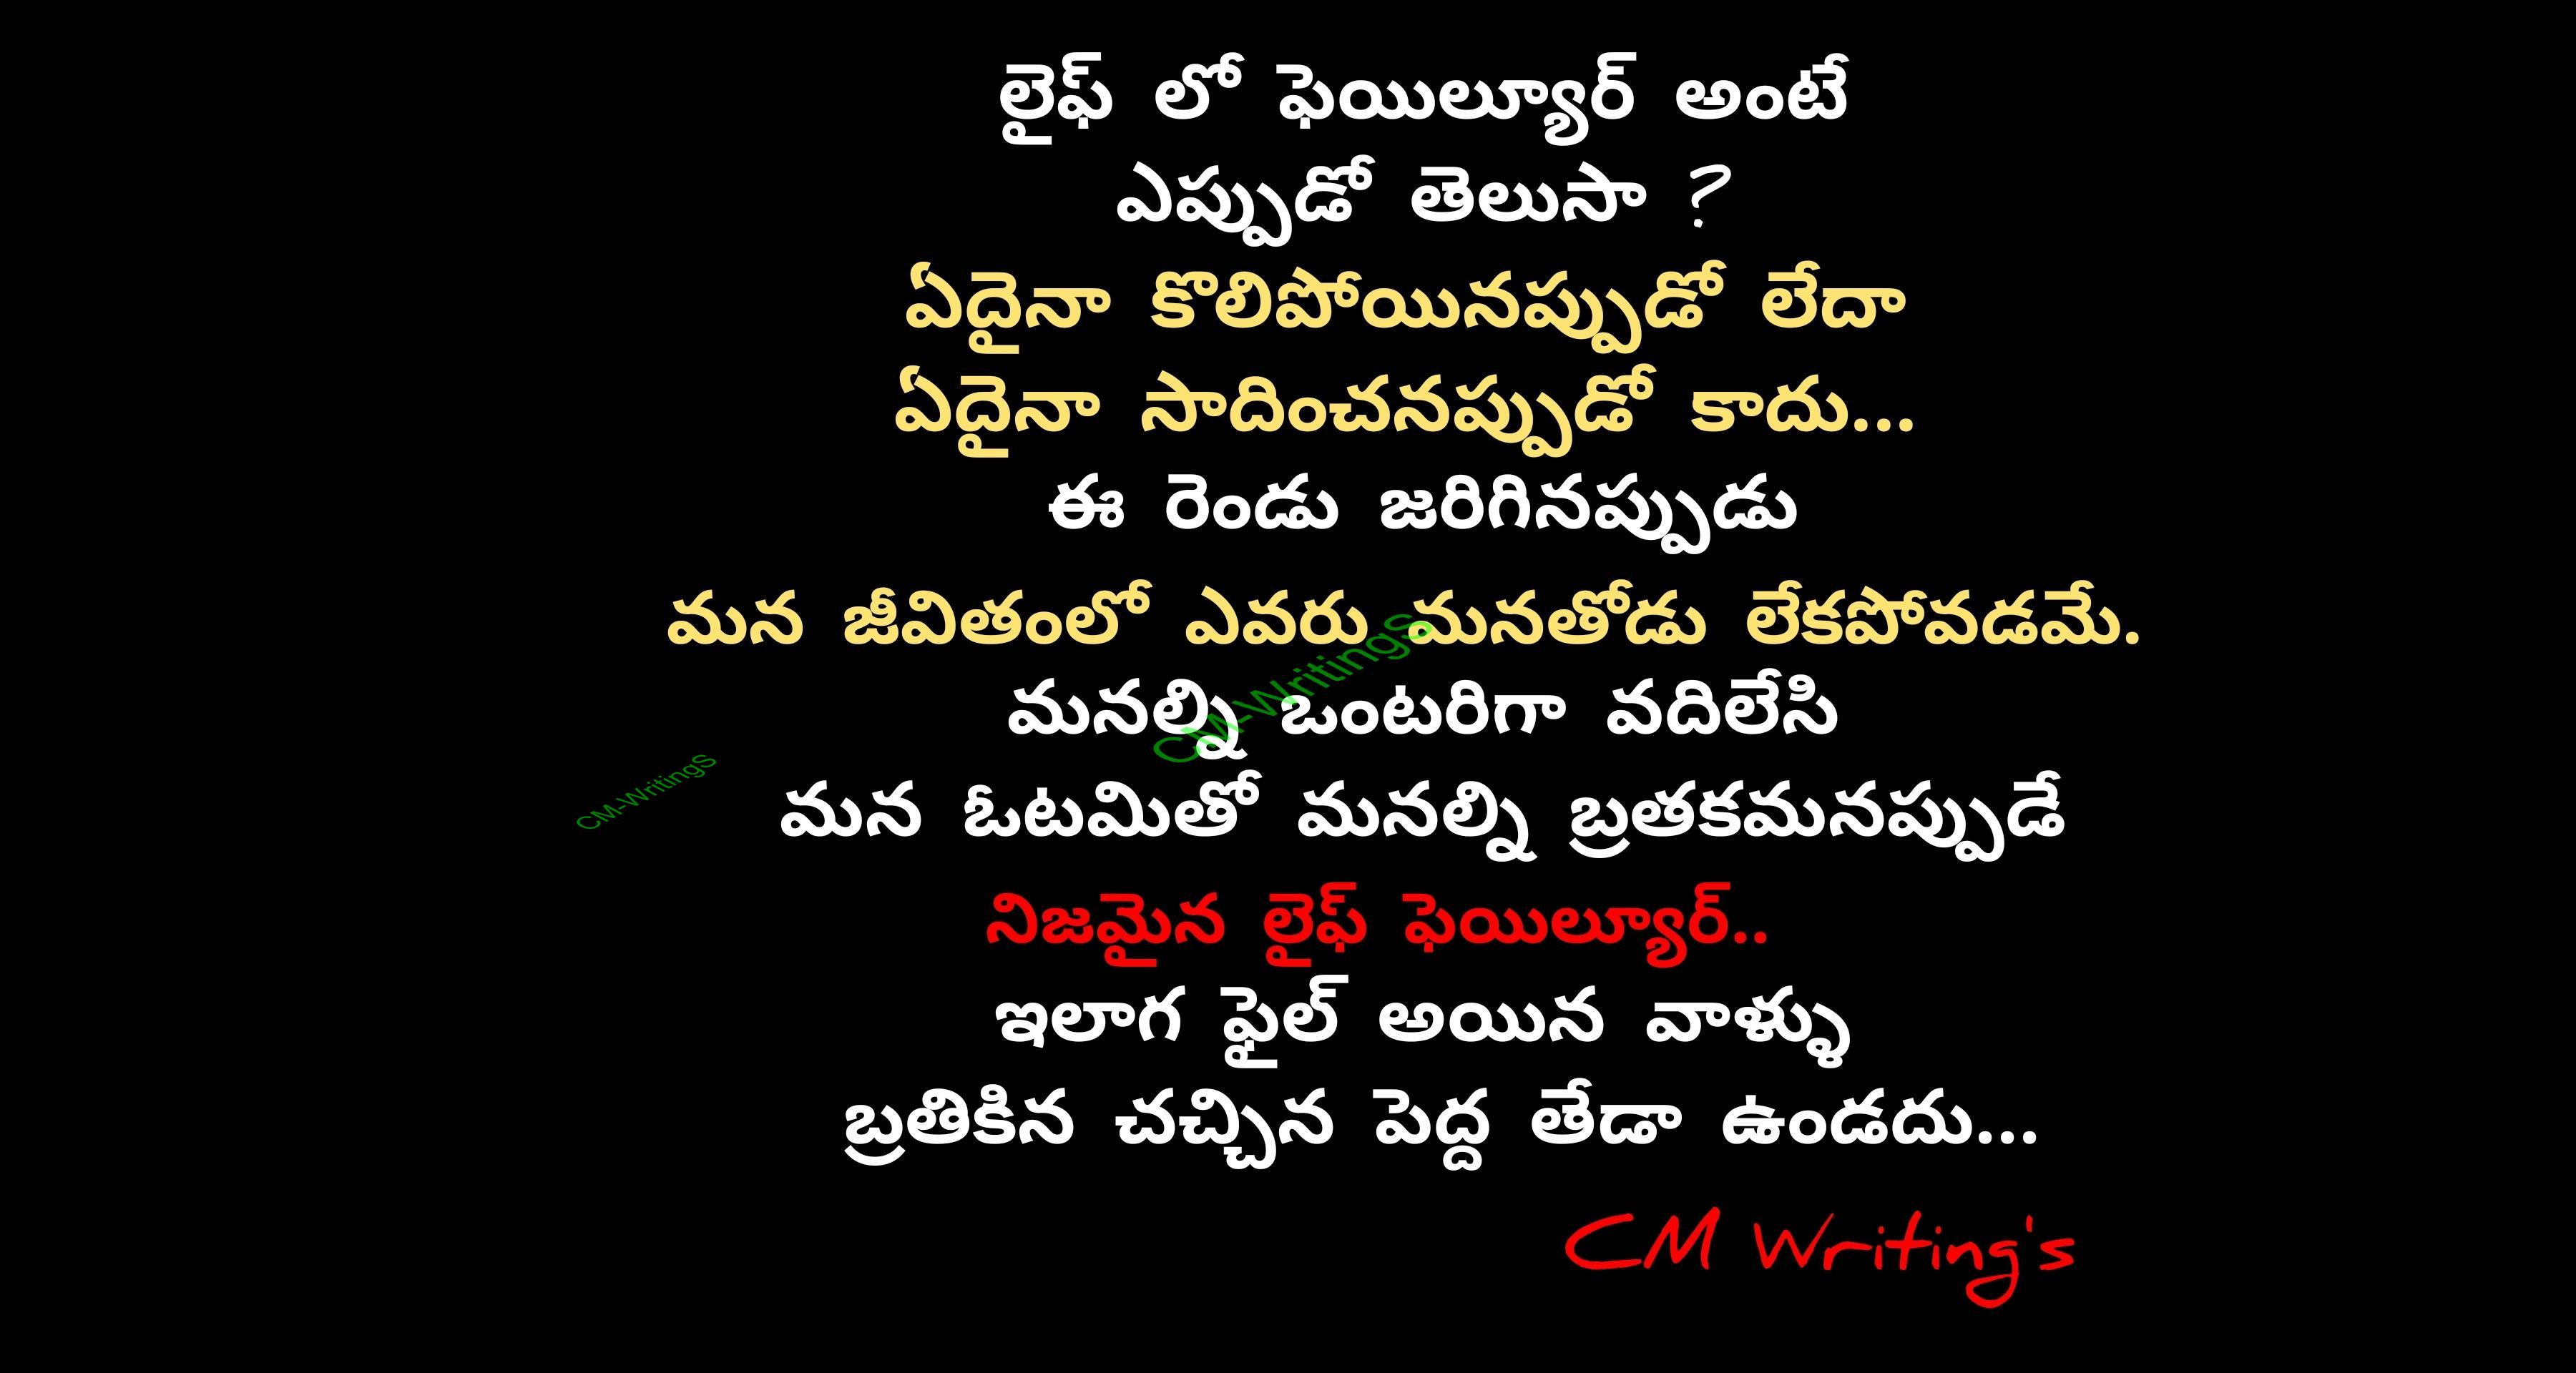 లైఫ్ లో ఫెయిల్యూర్ అంటే
ఎప్పుడో తెలుసా ?
ఏదైనా కొలిపోయినప్పుడో లేదా
ఏదైనా సాదించనప్పుడో కాదు...
ఈ రెండు జరిగినప్పుడు
మన జీవితంలో ఎవరు మనతోడు లేకపోవడమే.
మనల్ని ఒంటరిగా వదిలేసి
మన ఓటమితో మనల్ని బ్రతకమనప్పుడే
నిజమైన లైఫ్ ఫెయిల్యూర్..
ఇలాగ ఫైల్ అయిన వాళ్ళు
బ్రతికిన చచ్చిన పెద్ద తేడా ఉండదు...
CM Writing's
CM-WritingS
CM-WritingS